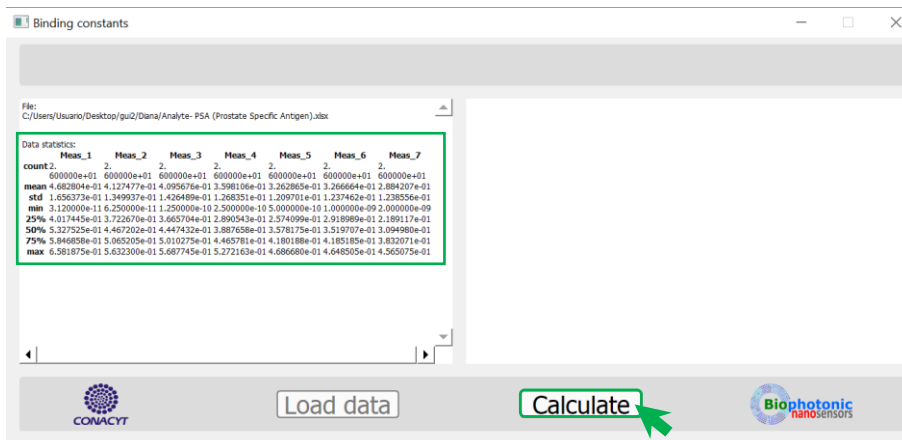 Binding constants
File:
C:/Users/Usuario/Desktop/gui2/Diana/Analyte- PSA (Prostate Specific Antigen).xlsx
Data statistics:
Meas_1 Meas_2 Meas_3 Meas_4 Meas_5 Meas_6 Meas_7
count 2. 2. 2. 2. 2. 2. 2.
600000e+01 600000e+01 600000e+01 600000e+01 600000e+01 600000e+01 600000e+01
mean 4.682804e-01 4.127477e-01 4.095676e-01 3.598106e-01 3.262865e-01 3.266664e-01 2.884207e-01
std 1.656373e-01 1.349937e-01 1.426489e-01 1.268351e-01 1.209701e-01 1.237462e-01 1.238556e-01
min 3.120000e-11 6.250000e-11 1.250000e-10 2.500000e-10 5.000000e-10 1.000000e-09 2.000000e-09
25% 4.017445e-01 3.722670e-01 3.665704e-01 2.890543e-01 2.574099e-01 2.918989e-01 2.189117e-01
50% 5.327525e-01 4.467202e-01 4.447432e-01 3.887658e-01 3.578175e-01 3.519707e-01 3.094980e-01
75% 5.846858e-01 5.065205e-01 5.010275e-01 4.465781e-01 4.180188e-01 4.185185e-01 3.832071e-01
max 6.581875e-01 5.632300e-01 5.687745e-01 5.272163e-01 4.686680e-01 4.648505e-01 4.565075e-01
CONACYT
Load data
Calculate
Biophotonic
nanosensors